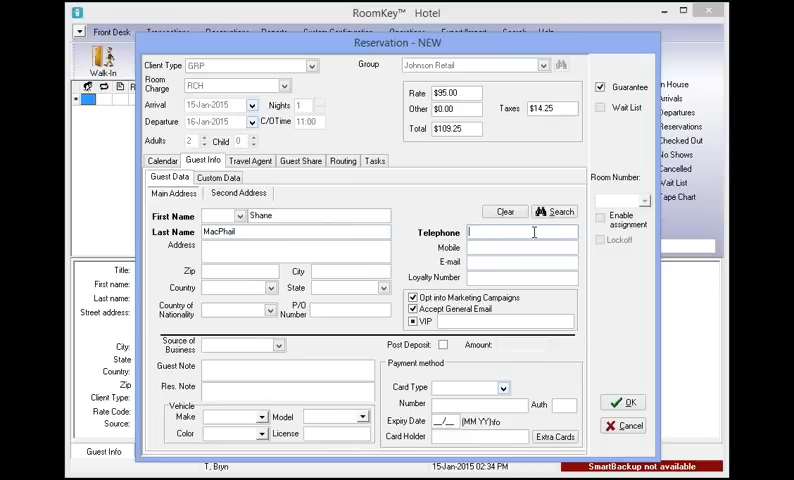 RoomKey™ Hotel
Front Desk
Walk-In
Reservation - NEW
Client Type GRP
Group Johnson Retail
Room Charge RCH
Arrival 15-Jan-2015 Nights 1
Departure 16-Jan-2015 C/OTime 11:00
Adults 2 Child 0
Rate $95.00
Other $0.00 Taxes $14.25
Total $109.25
Guarantee
Wait List
Calendar Guest Info Travel Agent Guest Share Routing Tasks
Guest Data Custom Data
Main Address Second Address
First Name Shane
Last Name MacPhail
Address
Zip City
Country State
Country of Nationality P/O Number
Clear Search
Telephone
Mobile
E-mail
Loyalty Number
Opt into Marketing Campaigns
Accept General Email
VIP
Source of Business
Post Deposit: Amount:
Guest Note
Res. Note
Vehicle
Make Model
Color License
Payment method
Card Type
Number Auth
Expiry Date __/__ (MM YY)fo
Card Holder Extra Cards
Room Number:
Enable assignment
Lockoff
OK
Cancel
In House
Arrivals
Departures
Reservations
Checked Out
No Shows
Cancelled
Wait List
Tape Chart
Title:
First name:
Last name:
Street address:
City:
State
Country:
Zip
Client Type:
Rate Code:
Source:
Guest Info
T, Bryn
15-Jan-2015 02:34 PM
SmartBackup not available